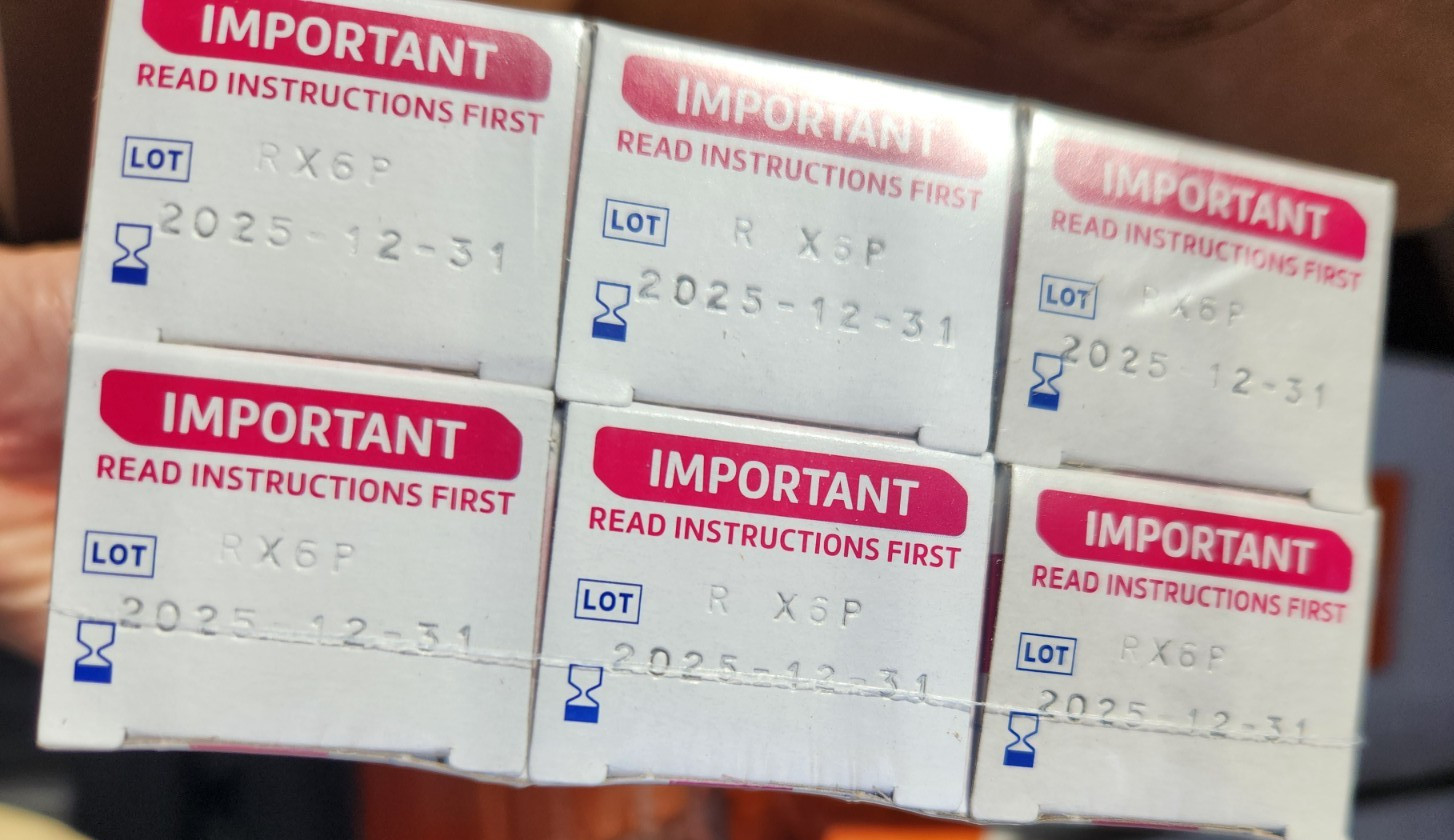 IMPORTANT
READ INSTRUCTIONS FIRST
LOT RX6P
2025-12-31
IMPORTANT
READ INSTRUCTIONS FIRST
LOT R X6P
2025-12-31
IMPORTANT
READ INSTRUCTIONS FIRST
LOT RX6P
2025-12-31
IMPORTANT
READ INSTRUCTIONS FIRST
LOT RX6P
2025-12-31
IMPORTANT
READ INSTRUCTIONS FIRST
LOT R X6P
2025-12-31
IMPORTANT
READ INSTRUCTIONS FIRST
LOT RX6P
2025-12-31